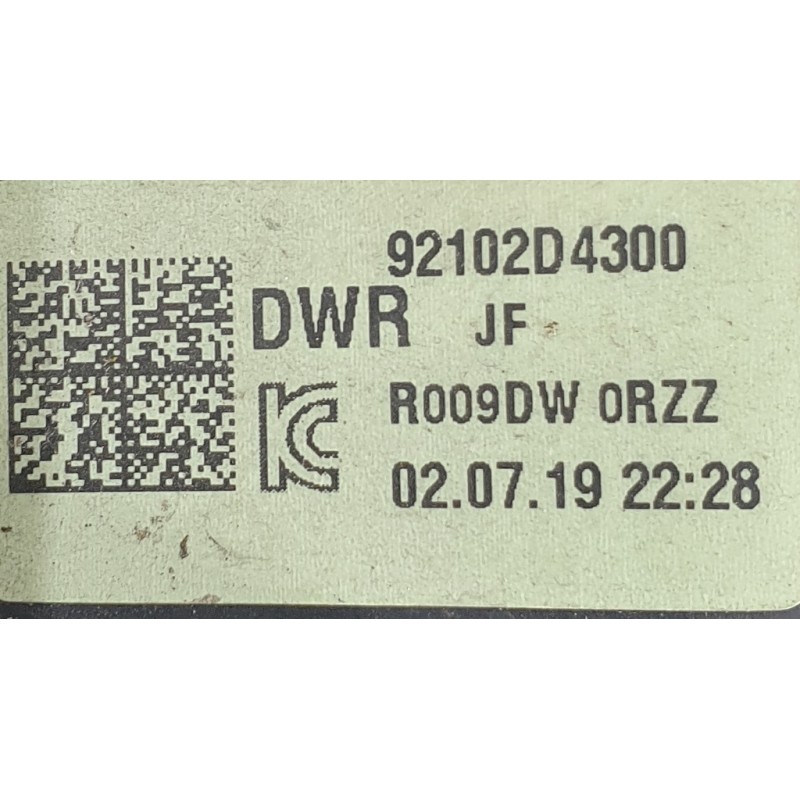 92102D4300
DWR JF
R009DW 0RZZ
02.07.19 22:28